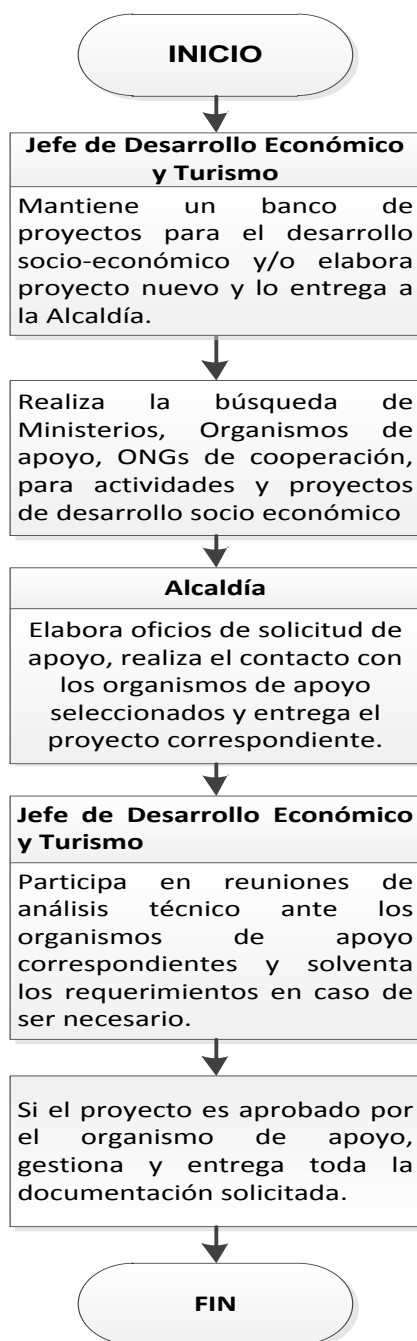 INICIO
Jefe de Desarrollo Económico
y Turismo
Mantiene un banco de
proyectos para el desarrollo
socio-económico y/o elabora
proyecto nuevo y lo entrega a
la Alcaldía.
Realiza la búsqueda de
Ministerios, Organismos de
apoyo, ONGs de cooperación,
para actividades y proyectos
de desarrollo socio económico
Alcaldía
Elabora oficios de solicitud de
apoyo, realiza el contacto con
los organismos de apoyo
seleccionados y entrega el
proyecto correspondiente.
Jefe de Desarrollo Económico
y Turismo
Participa en reuniones de
análisis técnico ante los
organismos de apoyo
correspondientes y solventa
los requerimientos en caso de
ser necesario.
Si el proyecto es aprobado por
el organismo de apoyo,
gestiona y entrega toda la
documentación solicitada.
FIN